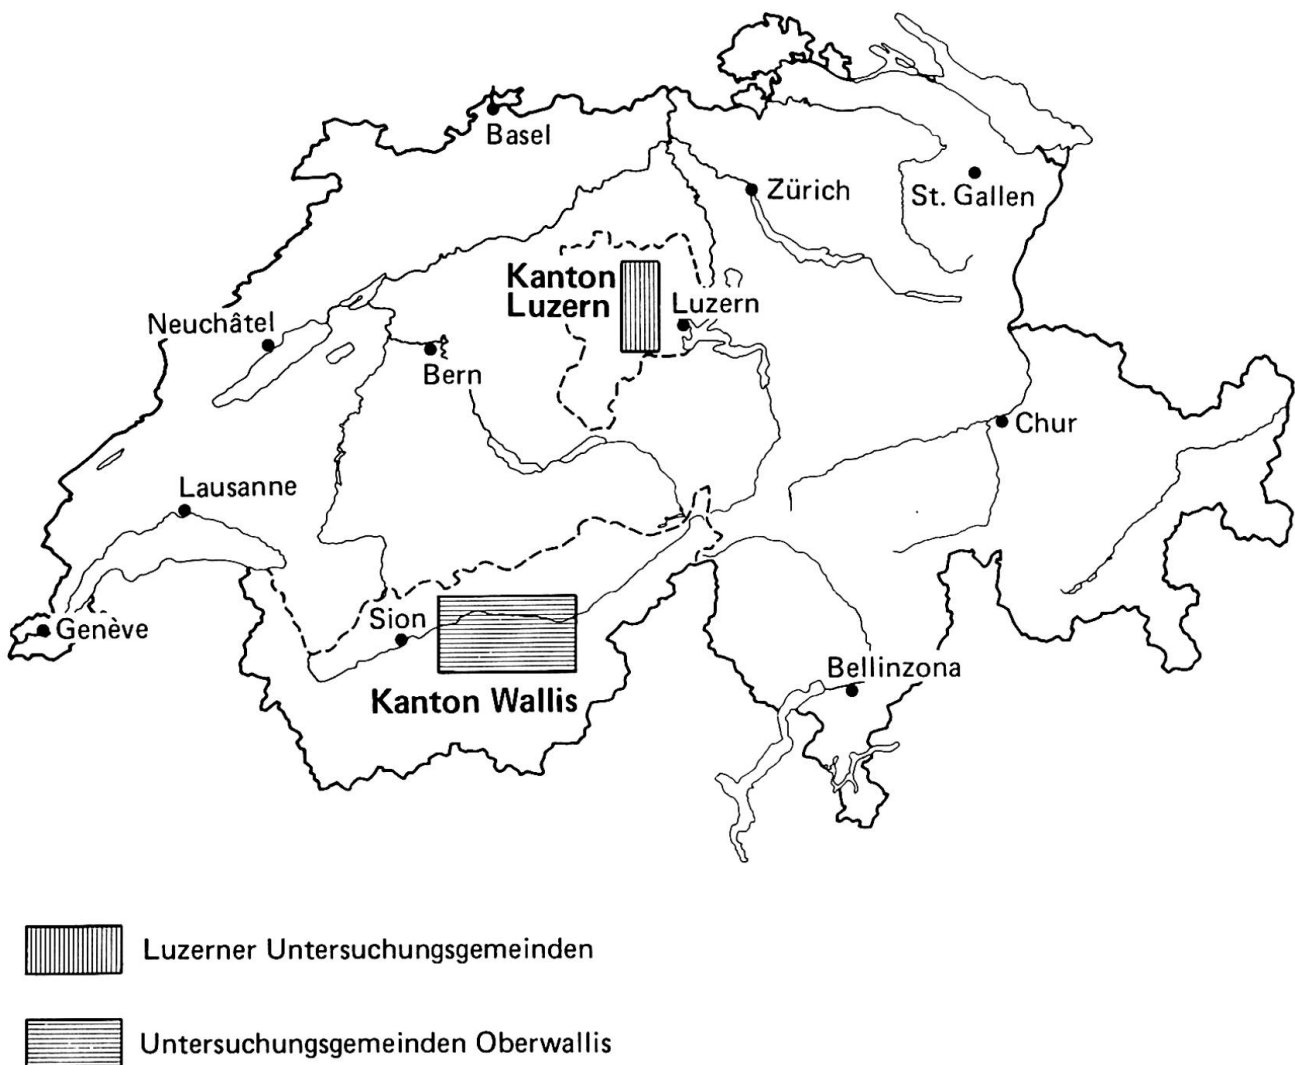 Basel
Zürich
St. Gallen
Kanton
Luzern
Luzern
Neuchâtel
Bern
Chur
Lausanne
Sion
Genève
Bellinzona
Kanton Wallis
Luzerner Untersuchungsgemeinden
Untersuchungsgemeinden Oberwallis